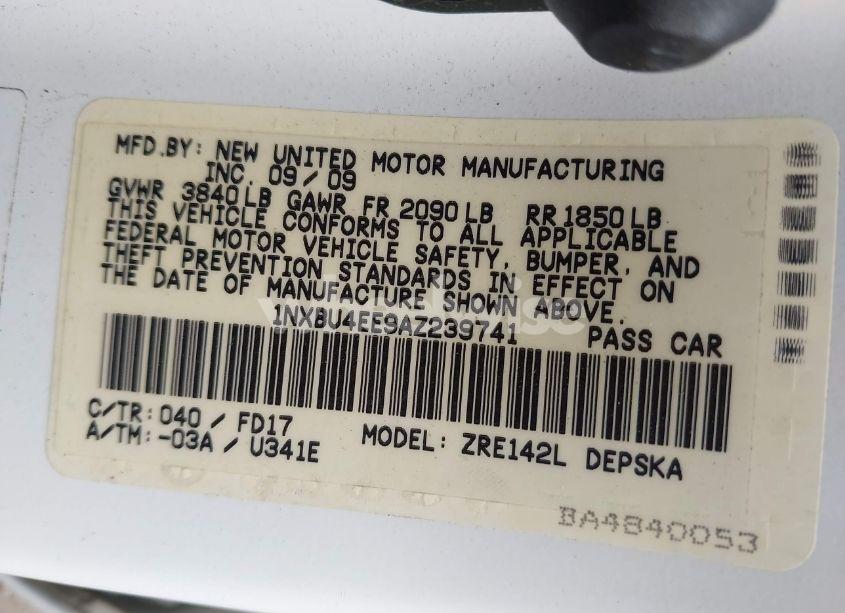 MFD.BY: NEW UNITED MOTOR MANUFACTURING
INC. 09/09
GVWR 3840LB GAWR FR 2090LB RR 1850LB
THIS VEHICLE CONFORMS TO ALL APPLICABLE
FEDERAL MOTOR VEHICLE SAFETY, BUMPER, AND
THEFT PREVENTION STANDARDS IN EFFECT ON
THE DATE OF MANUFACTURE SHOWN ABOVE.
1NXBU4EE9AZ239741 PASS CAR
C/TR: 040 / FD17
A/TM: -03A / U341E MODEL: ZRE142L DEPSKA
BA4840053